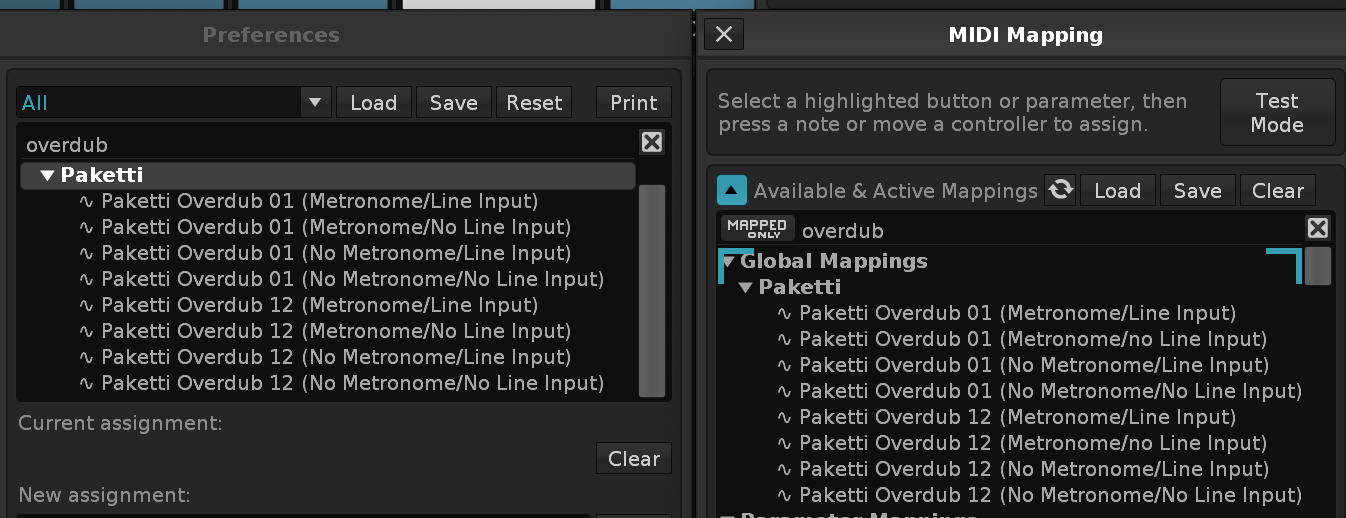 Preferences
All
Load
Save
Reset
Print
overdub
Paketti
Paketti Overdub 01 (Metronome/Line Input)
Paketti Overdub 01 (Metronome/No Line Input)
Paketti Overdub 01 (No Metronome/Line Input)
Paketti Overdub 01 (No Metronome/No Line Input)
Paketti Overdub 12 (Metronome/Line Input)
Paketti Overdub 12 (Metronome/No Line Input)
Paketti Overdub 12 (No Metronome/Line Input)
Paketti Overdub 12 (No Metronome/No Line Input)
Current assignment:
Clear
New assignment:
MIDI Mapping
Select a highlighted button or parameter, then
press a note or move a controller to assign.
Test
Mode
Available & Active Mappings
Load
Save
Clear
MAPPED
ONLY
overdub
Global Mappings
Paketti
Paketti Overdub 01 (Metronome/Line Input)
Paketti Overdub 01 (Metronome/no Line Input)
Paketti Overdub 01 (No Metronome/Line Input)
Paketti Overdub 01 (No Metronome/No Line Input)
Paketti Overdub 12 (Metronome/Line Input)
Paketti Overdub 12 (Metronome/no Line Input)
Paketti Overdub 12 (No Metronome/Line Input)
Paketti Overdub 12 (No Metronome/No Line Input)
Parameter Mappings